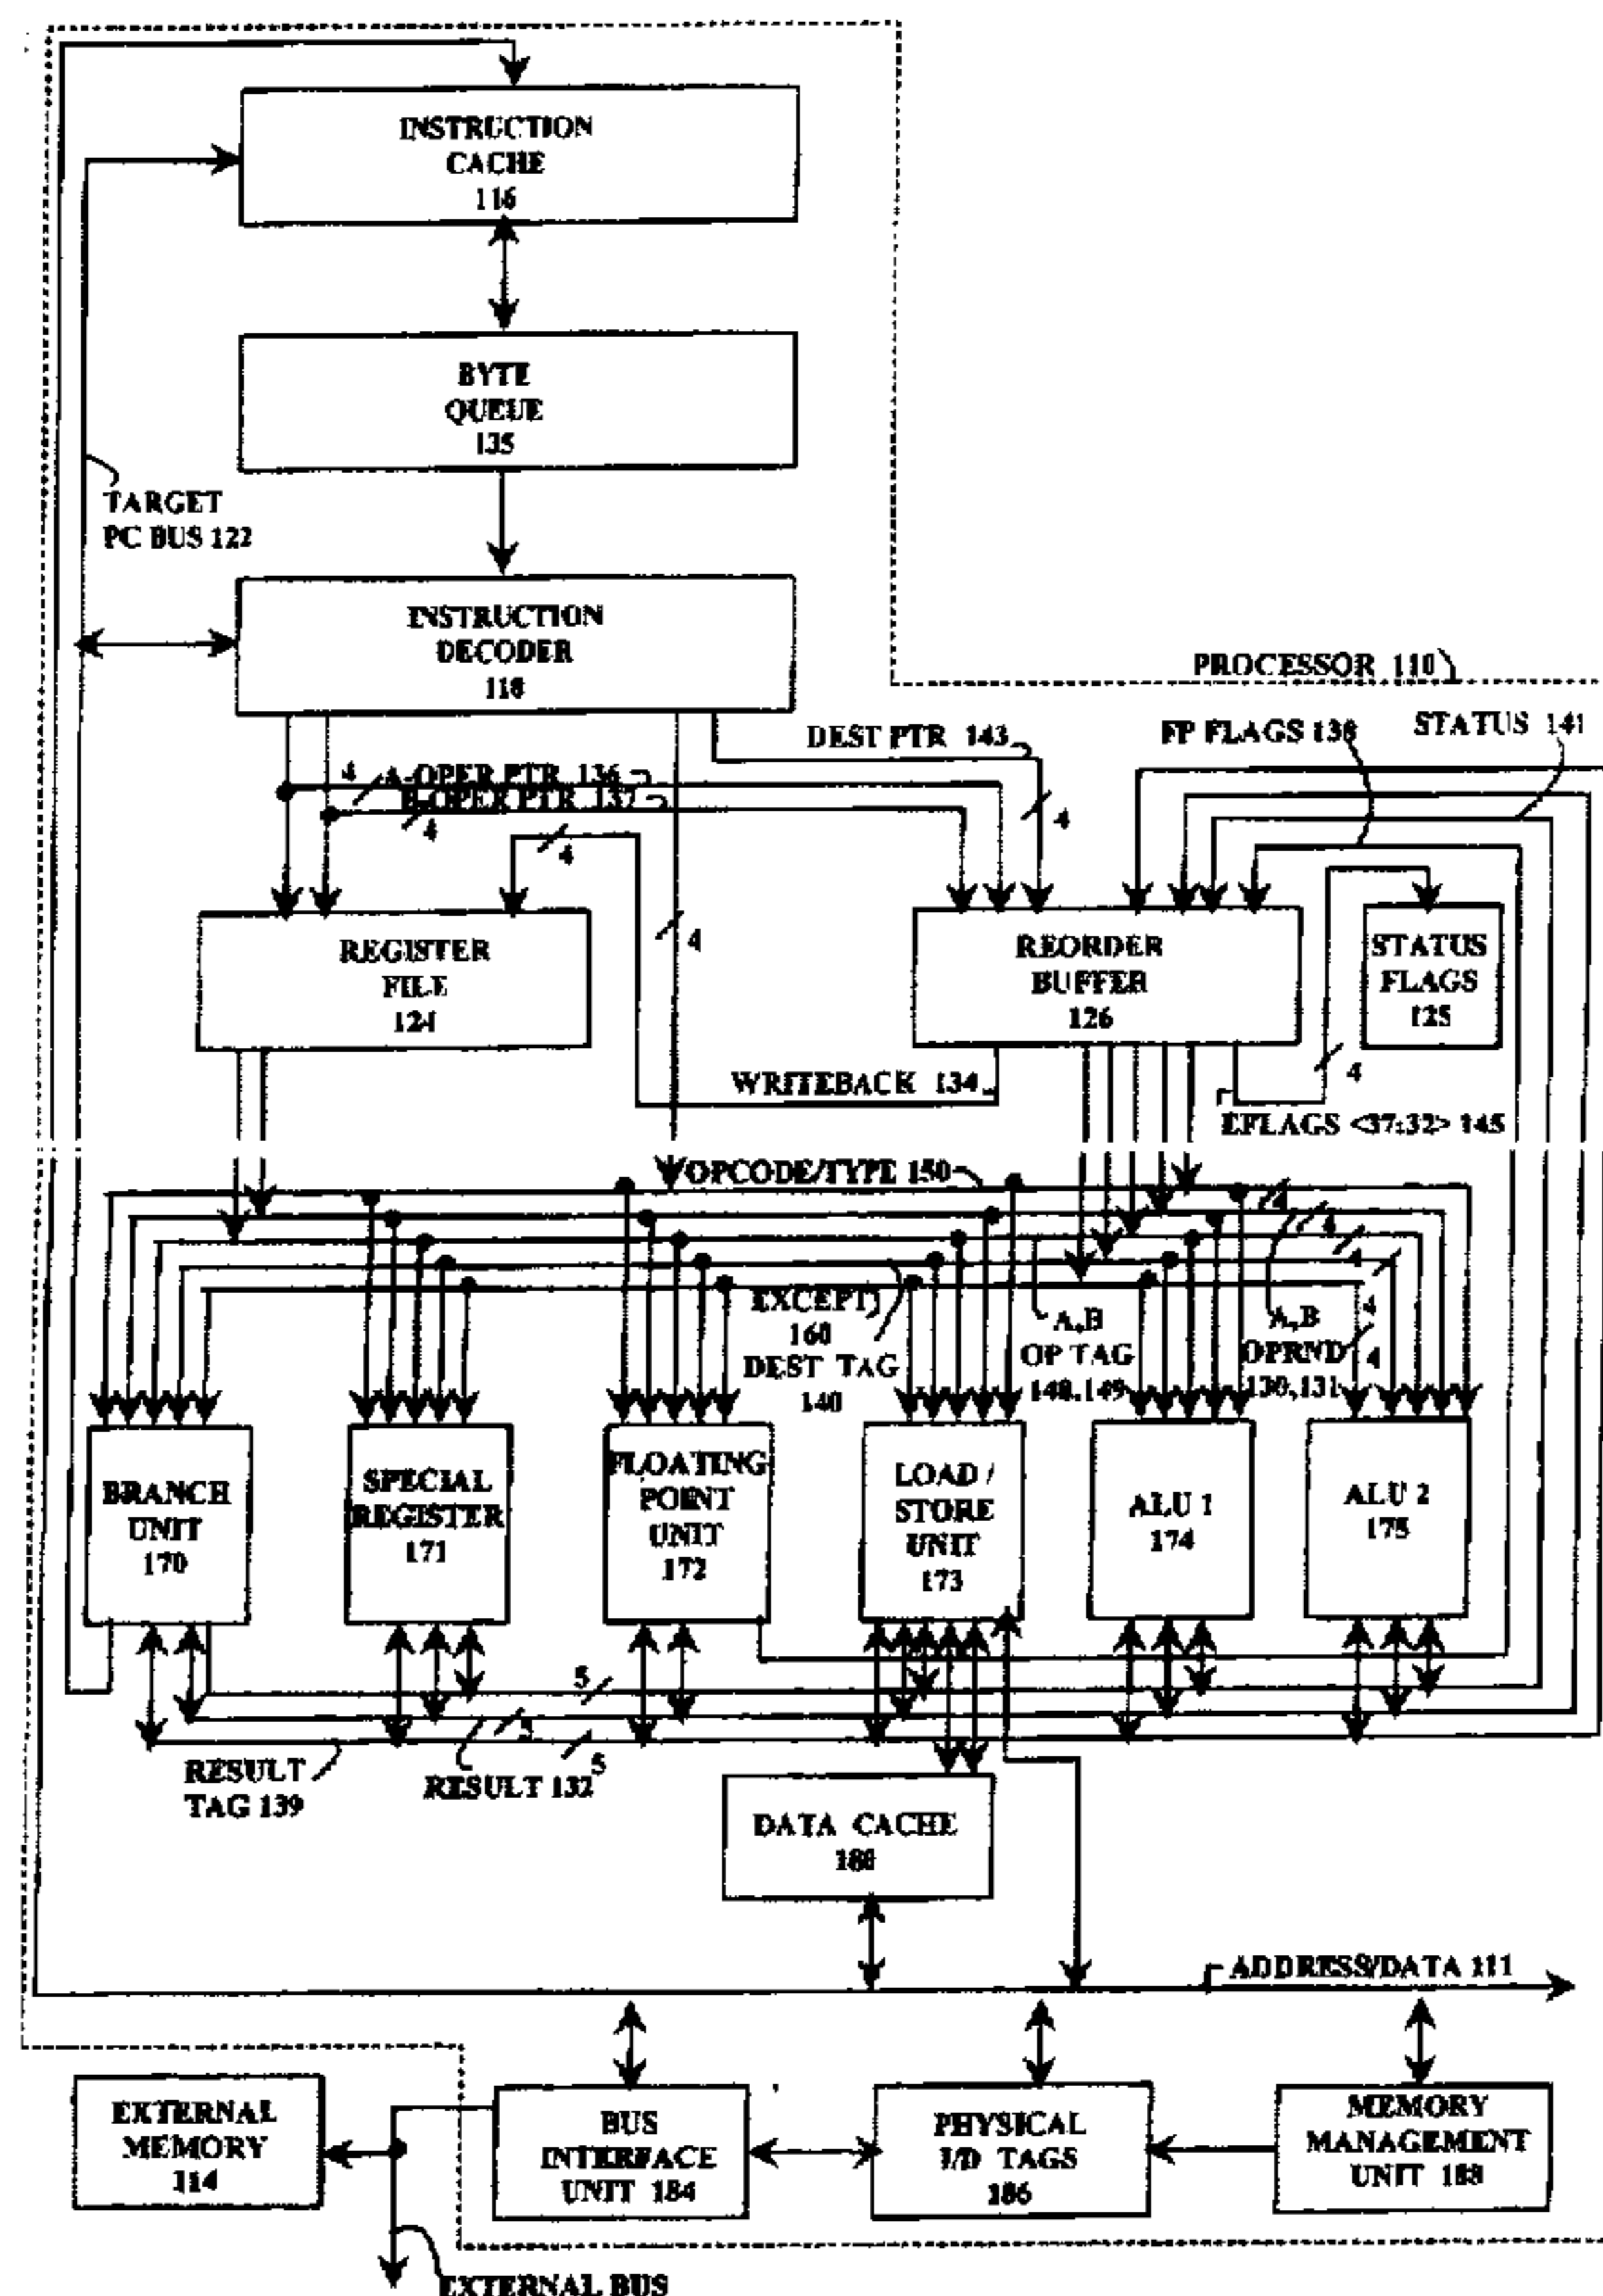 INSTRUCTION
CACHE
116
BYTE
QUEUE
135
TARGET
PC BUS 122
INSTRUCTION
DECODER
118
PROCESSOR 110
DEST PTR 143
FP FLAGS 138
STATUS 141
4
A-OPER PTR 136
B-OPER PTR 137
4
4
4
REGISTER
FILE
124
4
REORDER
BUFFER
126
STATUS
FLAGS
125
WRITEBACK 134
4
EFLAGS <37:32> 145
OPCODE/TYPE 150
4
4
4
4
EXCEPT)
160
DEST TAG
140
A,B
OP TAG
148,149
A,B
OPRND
130,131
4
4
BRANCH
UNIT
170
SPECIAL
REGISTER
171
FLOATING
POINT
UNIT
172
LOAD /
STORE
UNIT
173
ALU 1
174
ALU 2
175
5
5
5
RESULT
TAG 139
RESULT 132
DATA CACHE
180
ADDRESS/DATA 111
EXTERNAL
MEMORY
114
BUS
INTERFACE
UNIT 184
PHYSICAL
I/D TAGS
186
MEMORY
MANAGEMENT
UNIT 188
EXTERNAL BUS